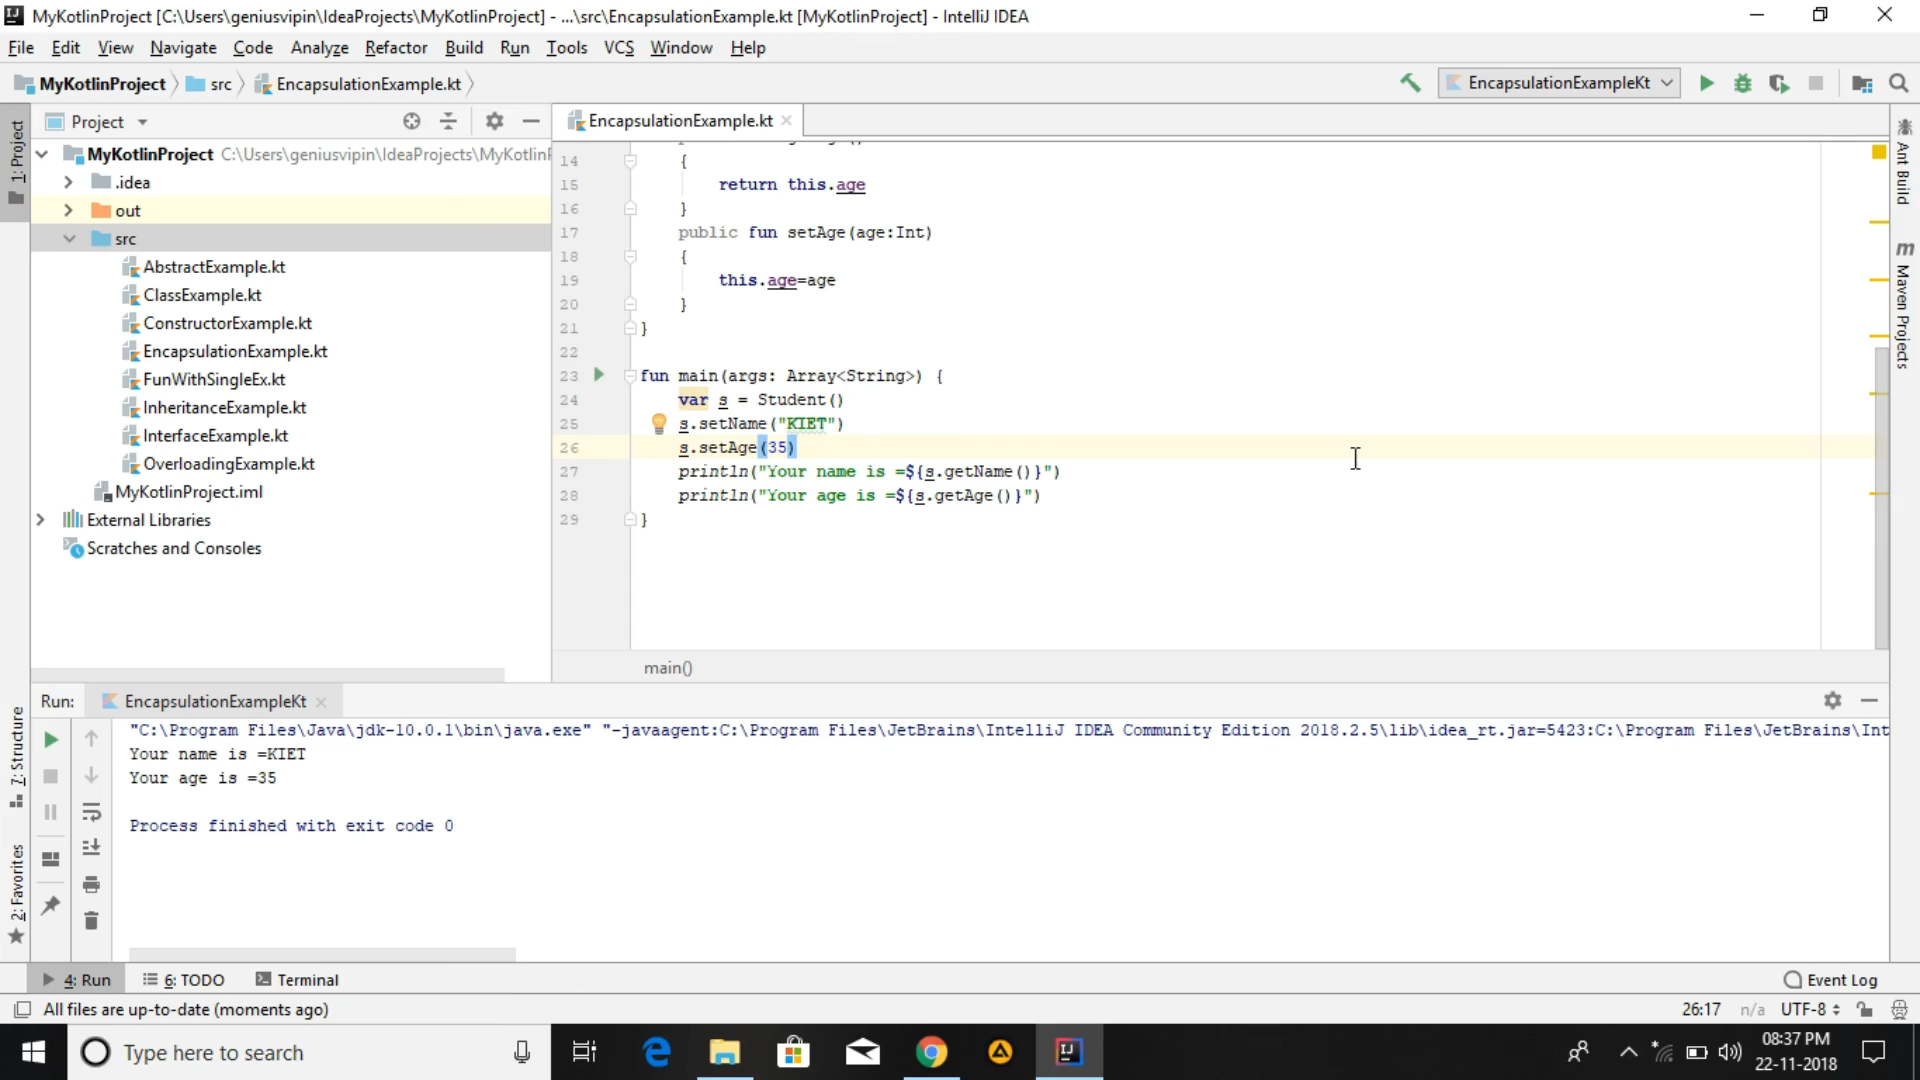 MyKotlinProject [C:\Users\geniusvipin\IdeaProjects\MyKotlinProject] - ...\src\EncapsulationExample.kt [MyKotlinProject] - IntelliJ IDEA
File Edit View Navigate Code Analyze Refactor Build Run Tools VCS Window Help
MyKotlinProject src EncapsulationExample.kt
EncapsulationExampleKt
1: Project
Project
MyKotlinProject C:\Users\geniusvipin\IdeaProjects\MyKotlinP
.idea
out
src
AbstractExample.kt
ClassExample.kt
ConstructorExample.kt
EncapsulationExample.kt
FunWithSingleEx.kt
InheritanceExample.kt
InterfaceExample.kt
OverloadingExample.kt
MyKotlinProject.iml
External Libraries
Scratches and Consoles
EncapsulationExample.kt
14 {
15 return this.age
16 }
17 public fun setAge(age:Int)
18 {
19 this.age=age
20 }
21 }
22
23 fun main(args: Array<String>) {
24 var s = Student()
25 s.setName("KIET")
26 s.setAge(35)
27 println("Your name is =${s.getName()}")
28 println("Your age is =${s.getAge()}")
29 }
main()
Ant Build
Maven Projects
7: Structure
2: Favorites
Run: EncapsulationExampleKt
"C:\Program Files\Java\jdk-10.0.1\bin\java.exe" "-javaagent:C:\Program Files\JetBrains\IntelliJ IDEA Community Edition 2018.2.5\lib\idea_rt.jar=5423:C:\Program Files\JetBrains\Int
Your name is =KIET
Your age is =35
Process finished with exit code 0
4: Run 6: TODO Terminal Event Log
All files are up-to-date (moments ago) 26:17 n/a UTF-8
Type here to search
08:37 PM
22-11-2018